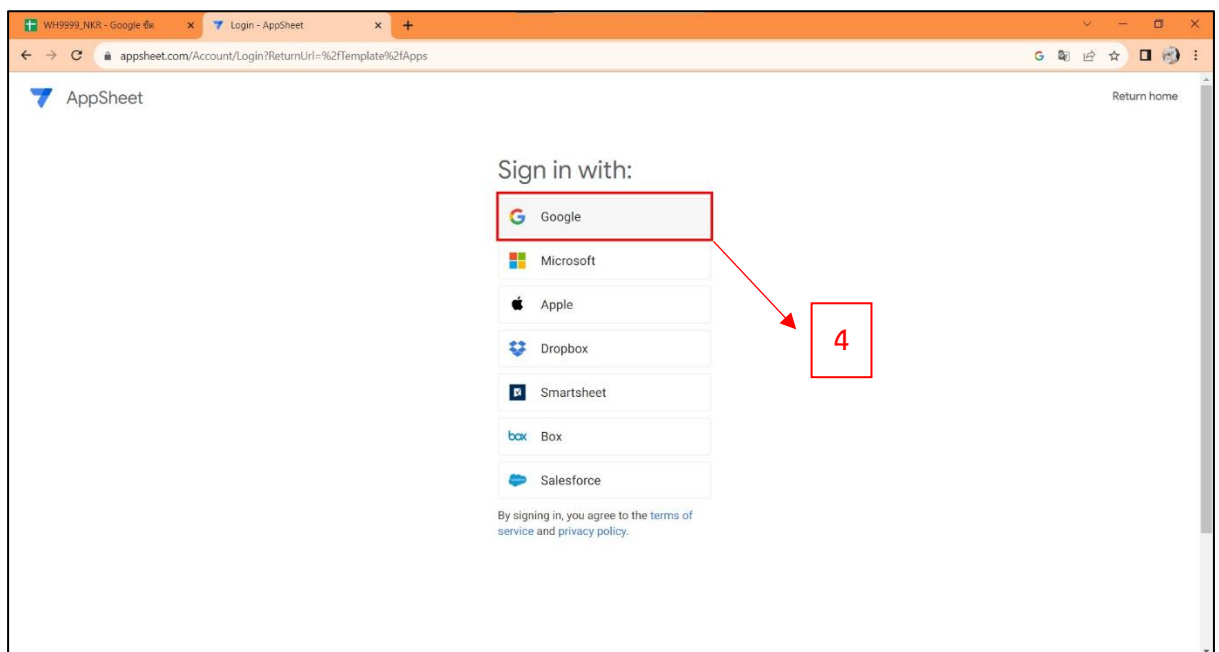 WH9999_NKR - Google ชีต
Login - AppSheet
appsheet.com/Account/Login?ReturnUrl=%2fTemplate%2fApps
AppSheet
Return home
Sign in with:
Google
Microsoft
Apple
4
Dropbox
Smartsheet
box Box
Salesforce
By signing in, you agree to the terms of
service and privacy policy.